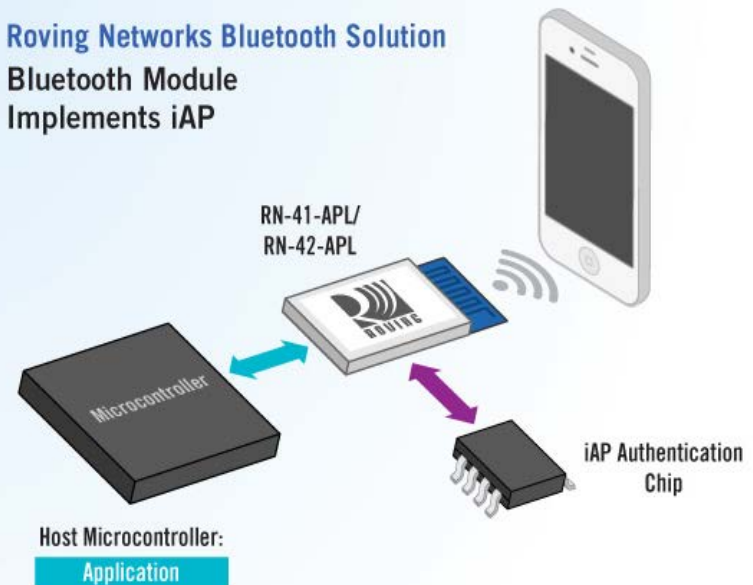 Roving Networks Bluetooth Solution
Bluetooth Module
Implements iAP
RN-41-APL/
RN-42-APL
ROVING
Microcontroller
iAP Authentication
Chip
Host Microcontroller:
Application